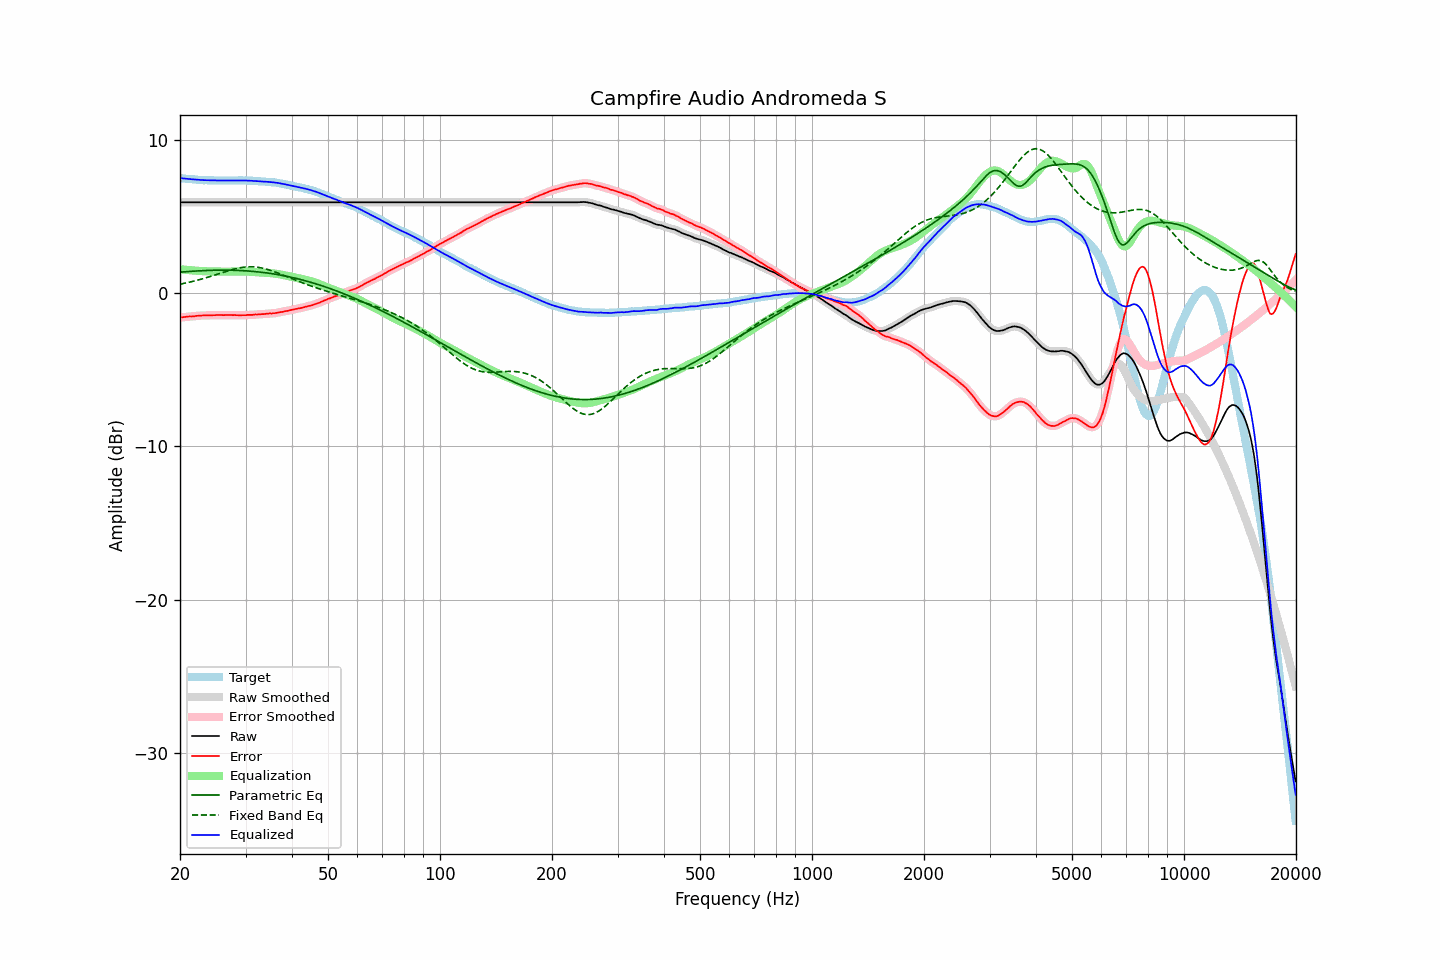 Campfire Audio Andromeda S
Amplitude (dBr)
10
0
−10
−20
−30
Target
Raw Smoothed
Error Smoothed
Raw
Error
Equalization
Parametric Eq
Fixed Band Eq
Equalized
20 50 100 200 500 1000 2000 5000 10000 20000
Frequency (Hz)